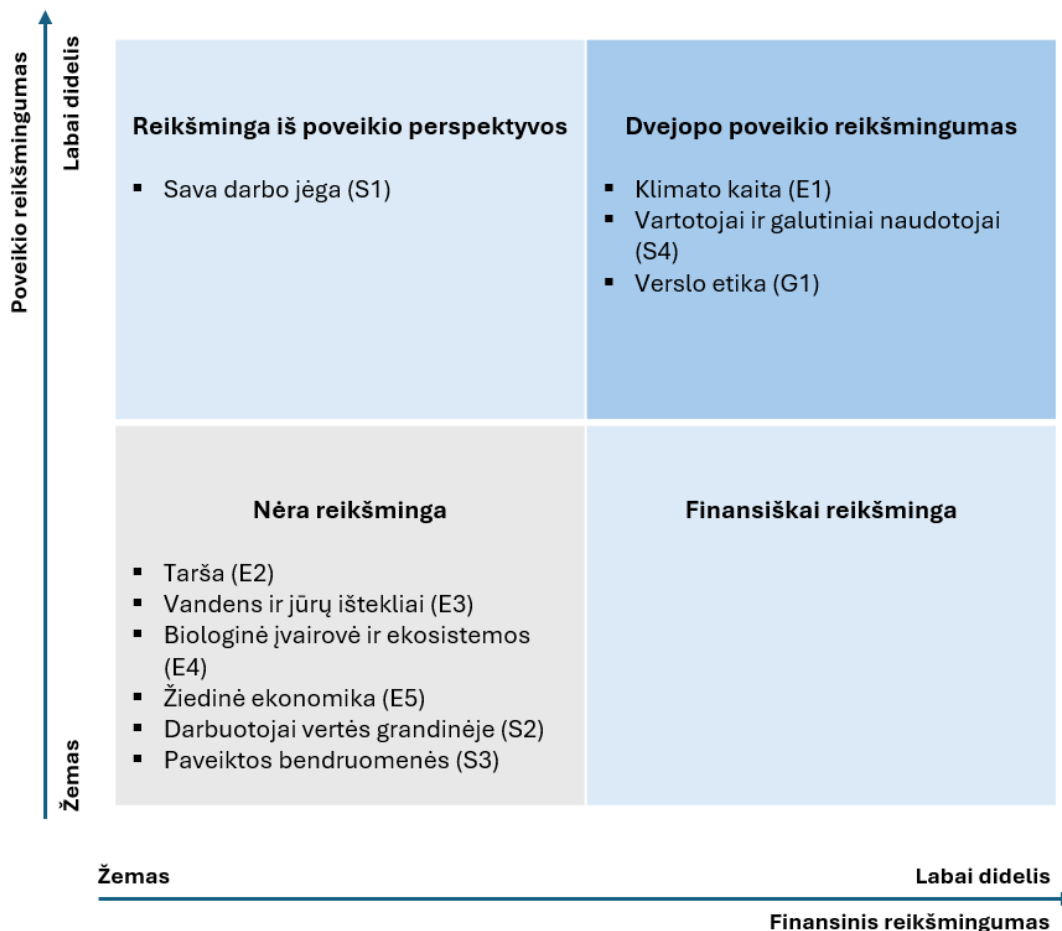 Poveikio reikšmingumas
Labai didelis
Reikšminga iš poveikio perspektyvos
▪ Sava darbo jėga (S1)
Dvejopo poveikio reikšmingumas
▪ Klimato kaita (E1)
▪ Vartotojai ir galutiniai naudotojai
(S4)
▪ Verslo etika (G1)
Nėra reikšminga
▪ Tarša (E2)
▪ Vandens ir jūrų ištekliai (E3)
▪ Biologinė įvairovė ir ekosistemos
(E4)
▪ Žiedinė ekonomika (E5)
▪ Darbuotojai vertės grandinėje (S2)
▪ Paveiktos bendruomenės (S3)
Finansiškai reikšminga
Žemas
Žemas
Labai didelis
Finansinis reikšmingumas